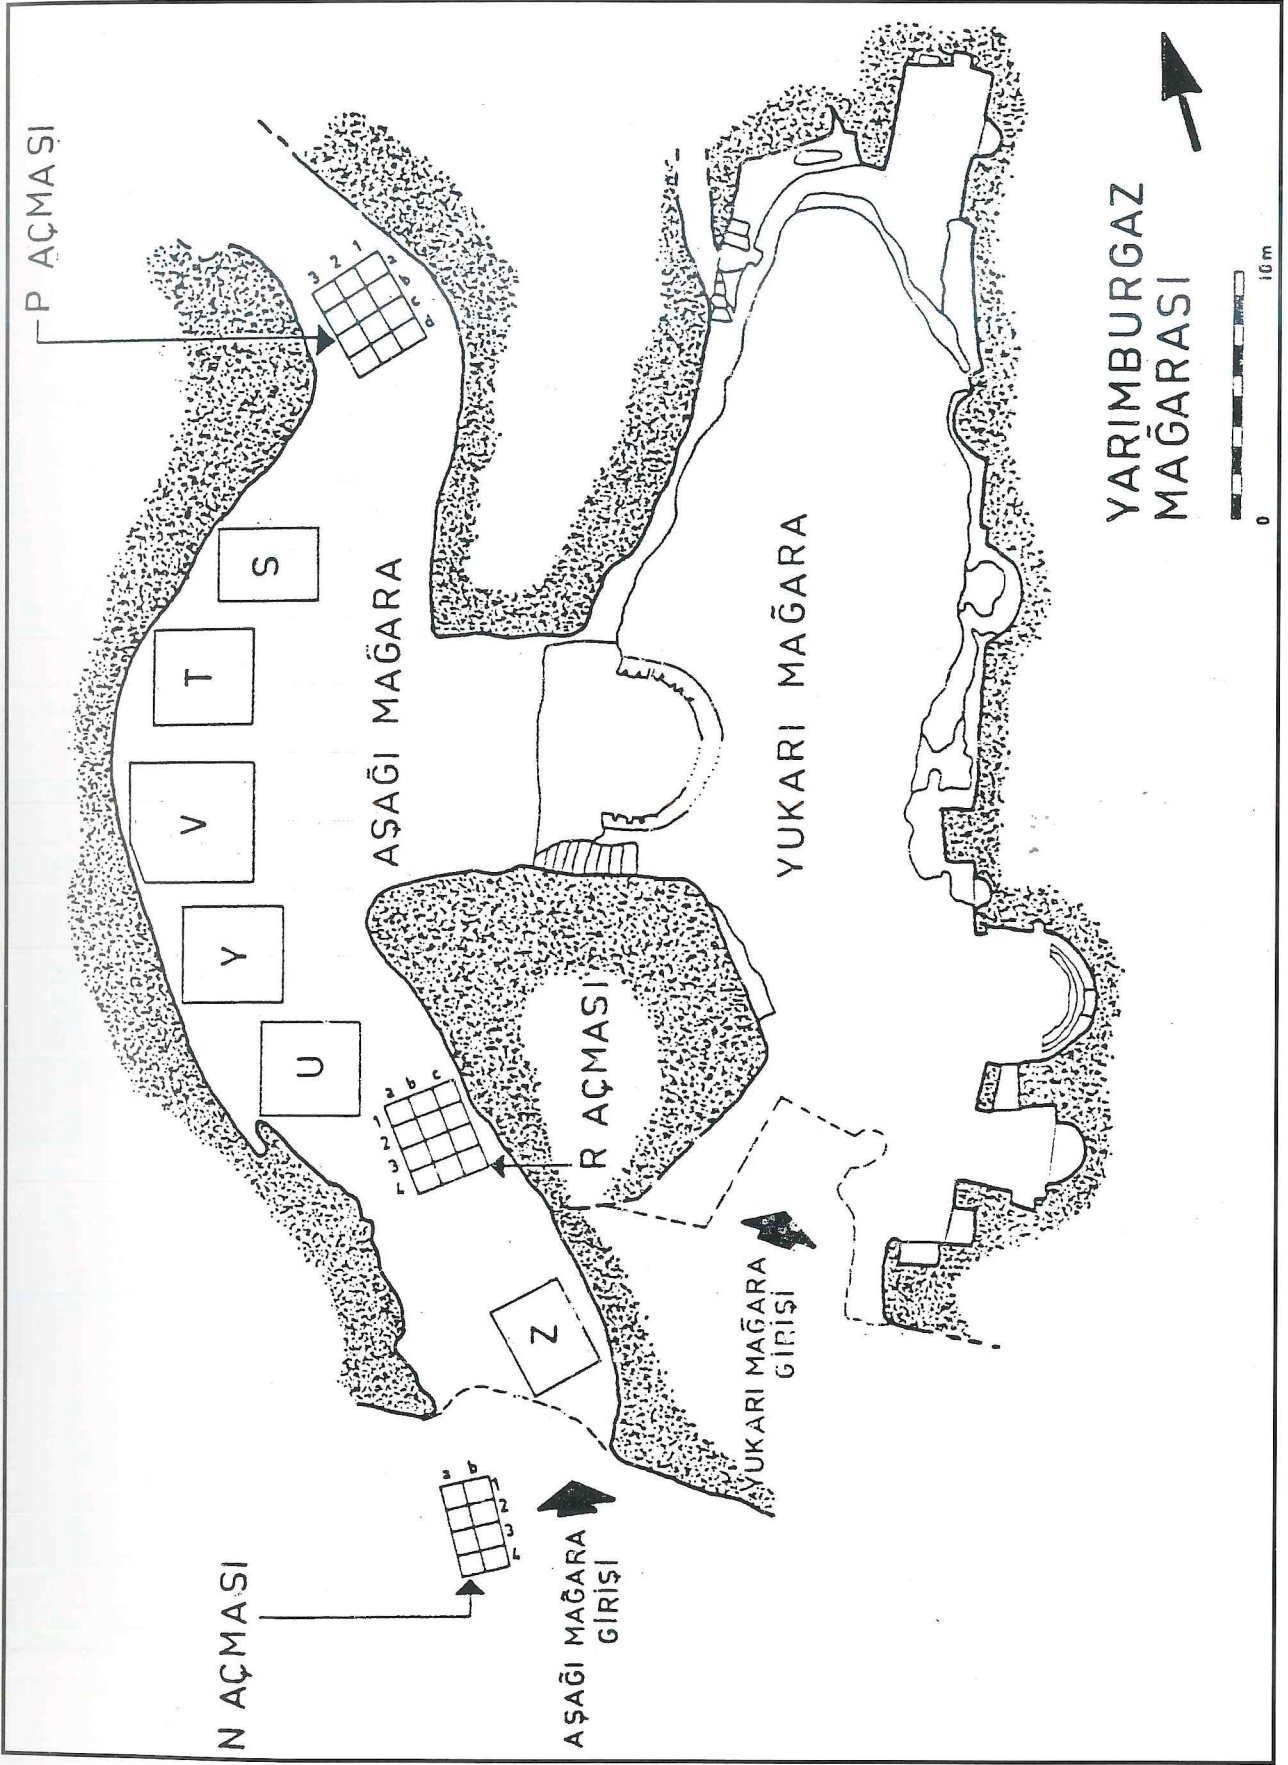 P AÇMASI
3 2 1
a
b
c
d
S
T
V
Y
U
Z
AŞAĞI MAĞARA
YUKARI MAĞARA
a b c
1
2
3
4
R AÇMASI
N AÇMASI
a b
1
2
3
4
AŞAĞI MAĞARA
GİRİŞİ
YUKARI MAĞARA
GİRİŞİ
YARIMBURGAZ
MAĞARASI
0 10m